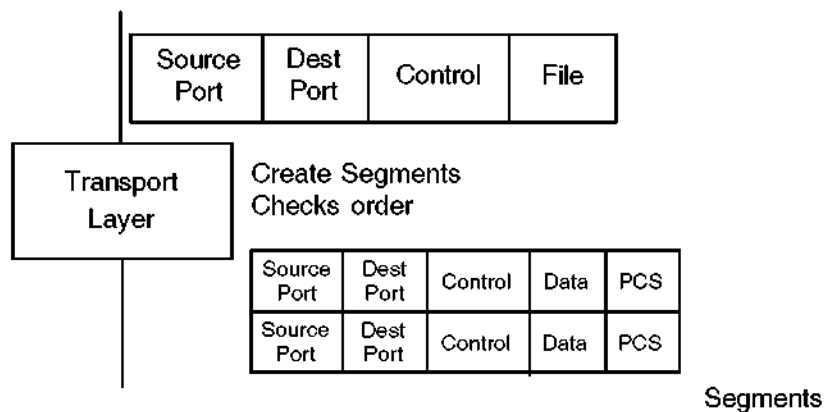 Source Port
Dest Port
Control
File
Transport Layer
Create Segments
Checks order
Source Port
Dest Port
Control
Data
PCS
Source Port
Dest Port
Control
Data
PCS
Segments